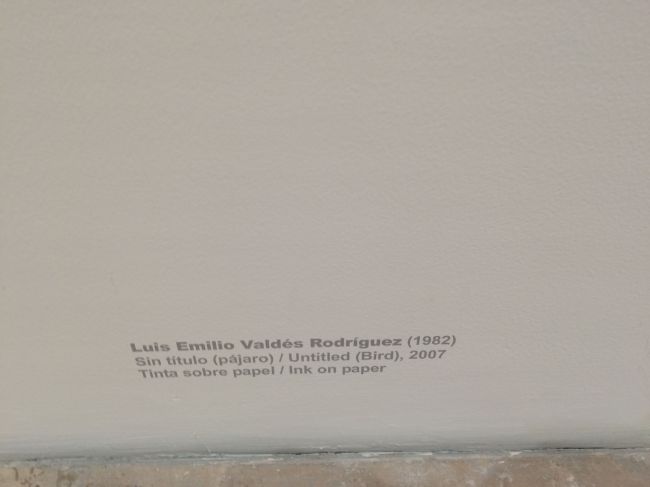 Luis Emilio Valdés Rodríguez (1982)
Sin título (pájaro) / Untitled (Bird), 2007
Tinta sobre papel / Ink on paper